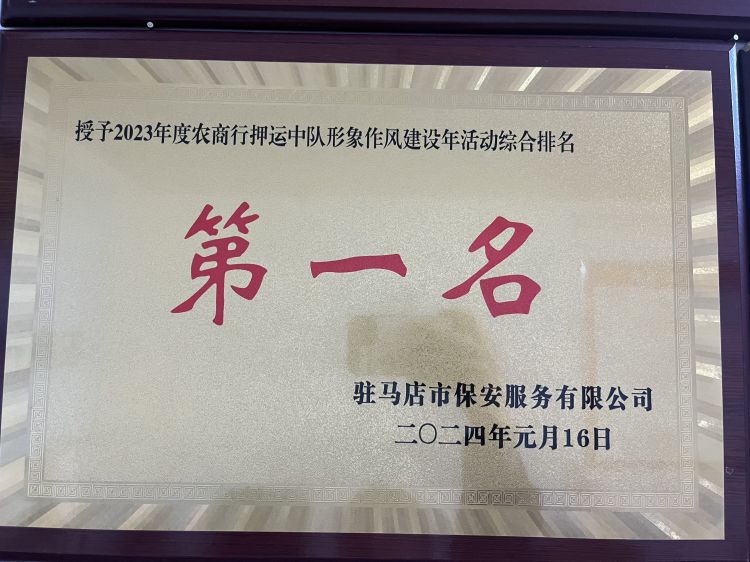 授予2023年度农商行押运中队形象作风建设年活动综合排名
第一名
驻马店市保安服务有限公司
二〇二四年元月16日